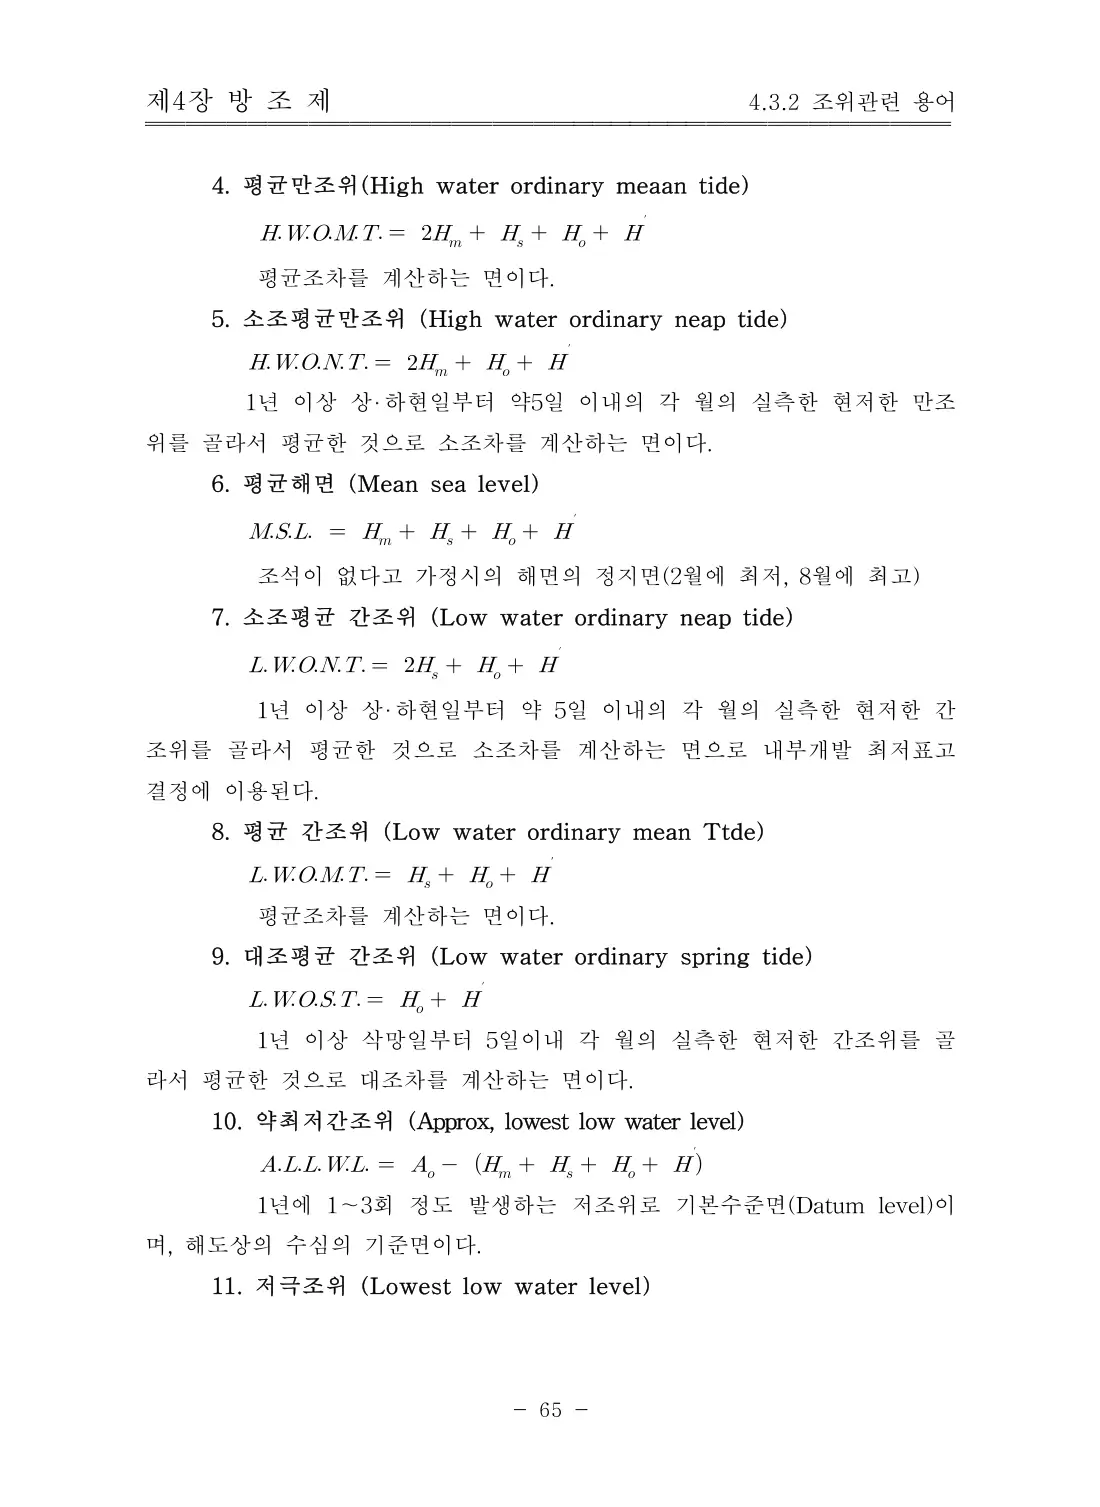 제4장 방 조 제
4.3.2 조위관련 용어
4. 평균만조위(High water ordinary meaan tide)
H.W.O.M.T. = 2Hm + Hs + Ho + H′
평균조차를 계산하는 면이다.
5. 소조평균만조위 (High water ordinary neap tide)
H.W.O.N.T. = 2Hm + Ho + H′
1년 이상 상·하현일부터 약5일 이내의 각 월의 실측한 현저한 만조
위를 골라서 평균한 것으로 소조차를 계산하는 면이다.
6. 평균해면 (Mean sea level)
M.S.L. = Hm + Hs + Ho + H′
조석이 없다고 가정시의 해면의 정지면(2월에 최저, 8월에 최고)
7. 소조평균 간조위 (Low water ordinary neap tide)
L.W.O.N.T. = 2Hs + Ho + H′
1년 이상 상·하현일부터 약 5일 이내의 각 월의 실측한 현저한 간
조위를 골라서 평균한 것으로 소조차를 계산하는 면으로 내부개발 최저표고
결정에 이용된다.
8. 평균 간조위 (Low water ordinary mean Ttde)
L.W.O.M.T. = Hs + Ho + H′
평균조차를 계산하는 면이다.
9. 대조평균 간조위 (Low water ordinary spring tide)
L.W.O.S.T. = Ho + H′
1년 이상 삭망일부터 5일이내 각 월의 실측한 현저한 간조위를 골
라서 평균한 것으로 대조차를 계산하는 면이다.
10. 약최저간조위 (Approx, lowest low water level)
A.L.L.W.L. = Ao - (Hm + Hs + Ho + H′)
1년에 1~3회 정도 발생하는 저조위로 기본수준면(Datum level)이
며, 해도상의 수심의 기준면이다.
11. 저극조위 (Lowest low water level)
- 65 -